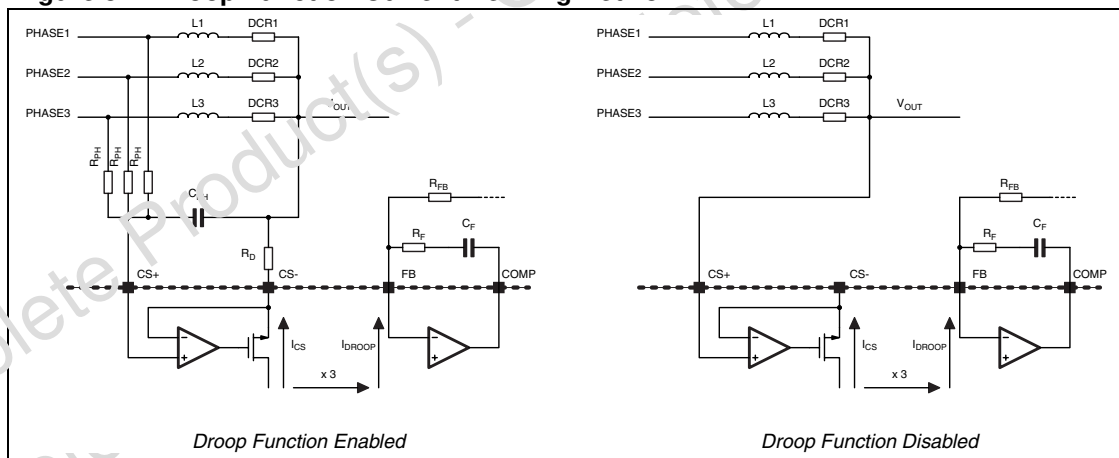 PHASE1
L1
DCR1
PHASE2
L2
DCR2
PHASE3
L3
DCR3
RPH
RPH
RPH
RD
CS+
CS-
RFB
RF
CF
FB
COMP
ICS
IDROOP
x 3
Droop Function Enabled
PHASE1
L1
DCR1
PHASE2
L2
DCR2
PHASE3
L3
DCR3
VOUT
RFB
RF
CF
CS+
CS-
FB
COMP
ICS
IDROOP
x 3
Droop Function Disabled
Product(s) -